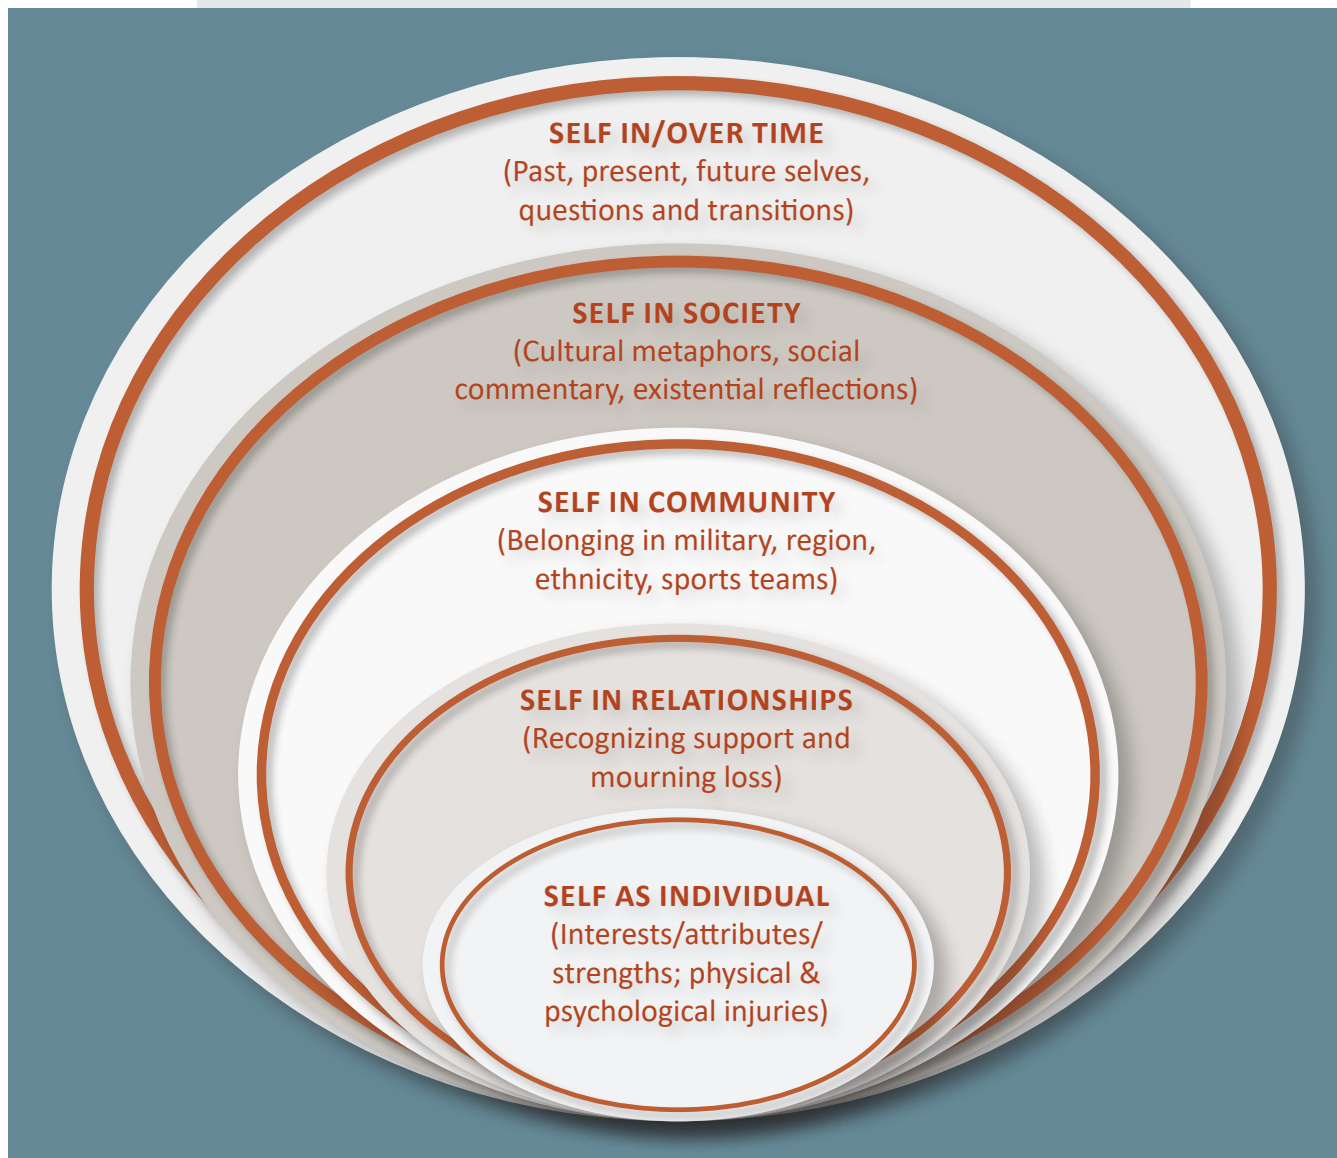 SELF IN/OVER TIME
(Past, present, future selves,
questions and transitions)
SELF IN SOCIETY
(Cultural metaphors, social
commentary, existential reflections)
SELF IN COMMUNITY
(Belonging in military, region,
ethnicity, sports teams)
SELF IN RELATIONSHIPS
(Recognizing support and
mourning loss)
SELF AS INDIVIDUAL
(Interests/attributes/
strengths; physical &
psychological injuries)